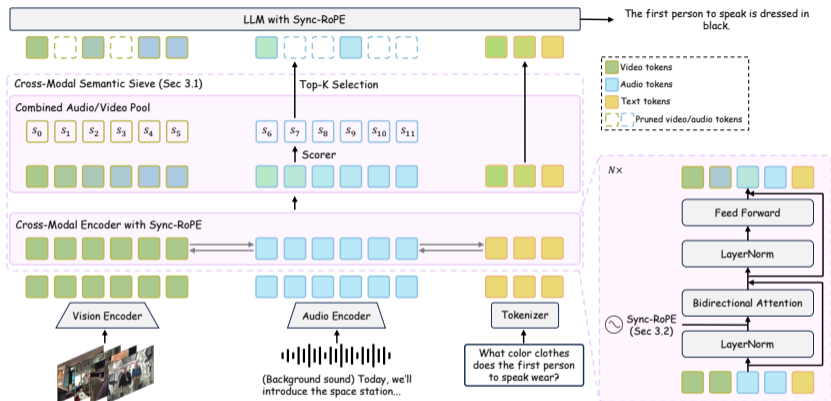 LLM with Sync-RoPE
The first person to speak is dressed in
black.
Cross-Modal Semantic Sieve (Sec 3.1)
Top-K Selection
Combined Audio/Video Pool
S0 S1 S2 S3 S4 S5 S6 S7 S8 S9 S10 S11
Scorer
Cross-Modal Encoder with Sync-RoPE
Vision Encoder
Audio Encoder
Tokenizer
(Background sound) Today, we'll
introduce the space station...
What color clothes
does the first person
to speak wear?
Video tokens
Audio tokens
Text tokens
Pruned video/audio tokens
N×
Feed Forward
LayerNorm
Bidirectional Attention
Sync-RoPE
(Sec 3.2)
LayerNorm